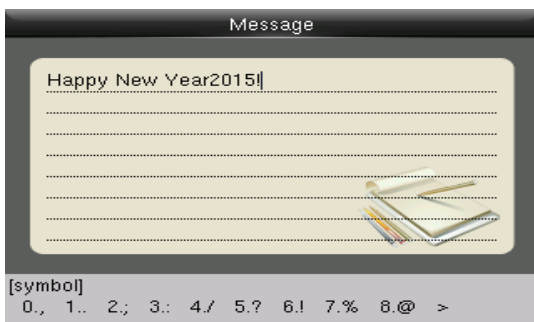 Message
Happy New Year2015!
[symbol]
0., 1.. 2.; 3.: 4./ 5.? 6.! 7.% 8.@ >